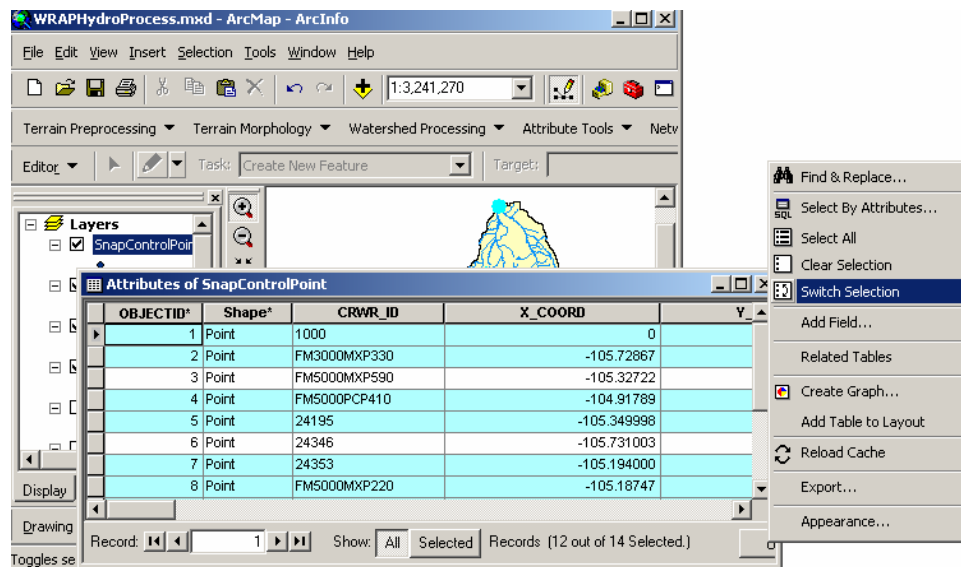 WRAPHydroProcess.mxd - ArcMap - ArcInfo
File Edit View Insert Selection Tools Window Help
1:3,241,270
Terrain Preprocessing Terrain Morphology Watershed Processing Attribute Tools Netv
Editor Task: Create New Feature Target:
Layers
SnapControlPoin
Attributes of SnapControlPoint
OBJECTID* Shape* CRWR_ID X_COORD Y_
1 Point 1000 0
2 Point FM3000MXP330 -105.72867
3 Point FM5000MXP590 -105.32722
4 Point FM5000PCP410 -104.91789
5 Point 24195 -105.349998
6 Point 24346 -105.731003
7 Point 24353 -105.194000
8 Point FM5000MXP220 -105.18747
Record: 1 Show: All Selected Records (12 out of 14 Selected.)
Display
Drawing
Toggles se
Find & Replace...
SQL Select By Attributes...
Select All
Clear Selection
Switch Selection
Add Field...
Related Tables
Create Graph...
Add Table to Layout
Reload Cache
Export...
Appearance...